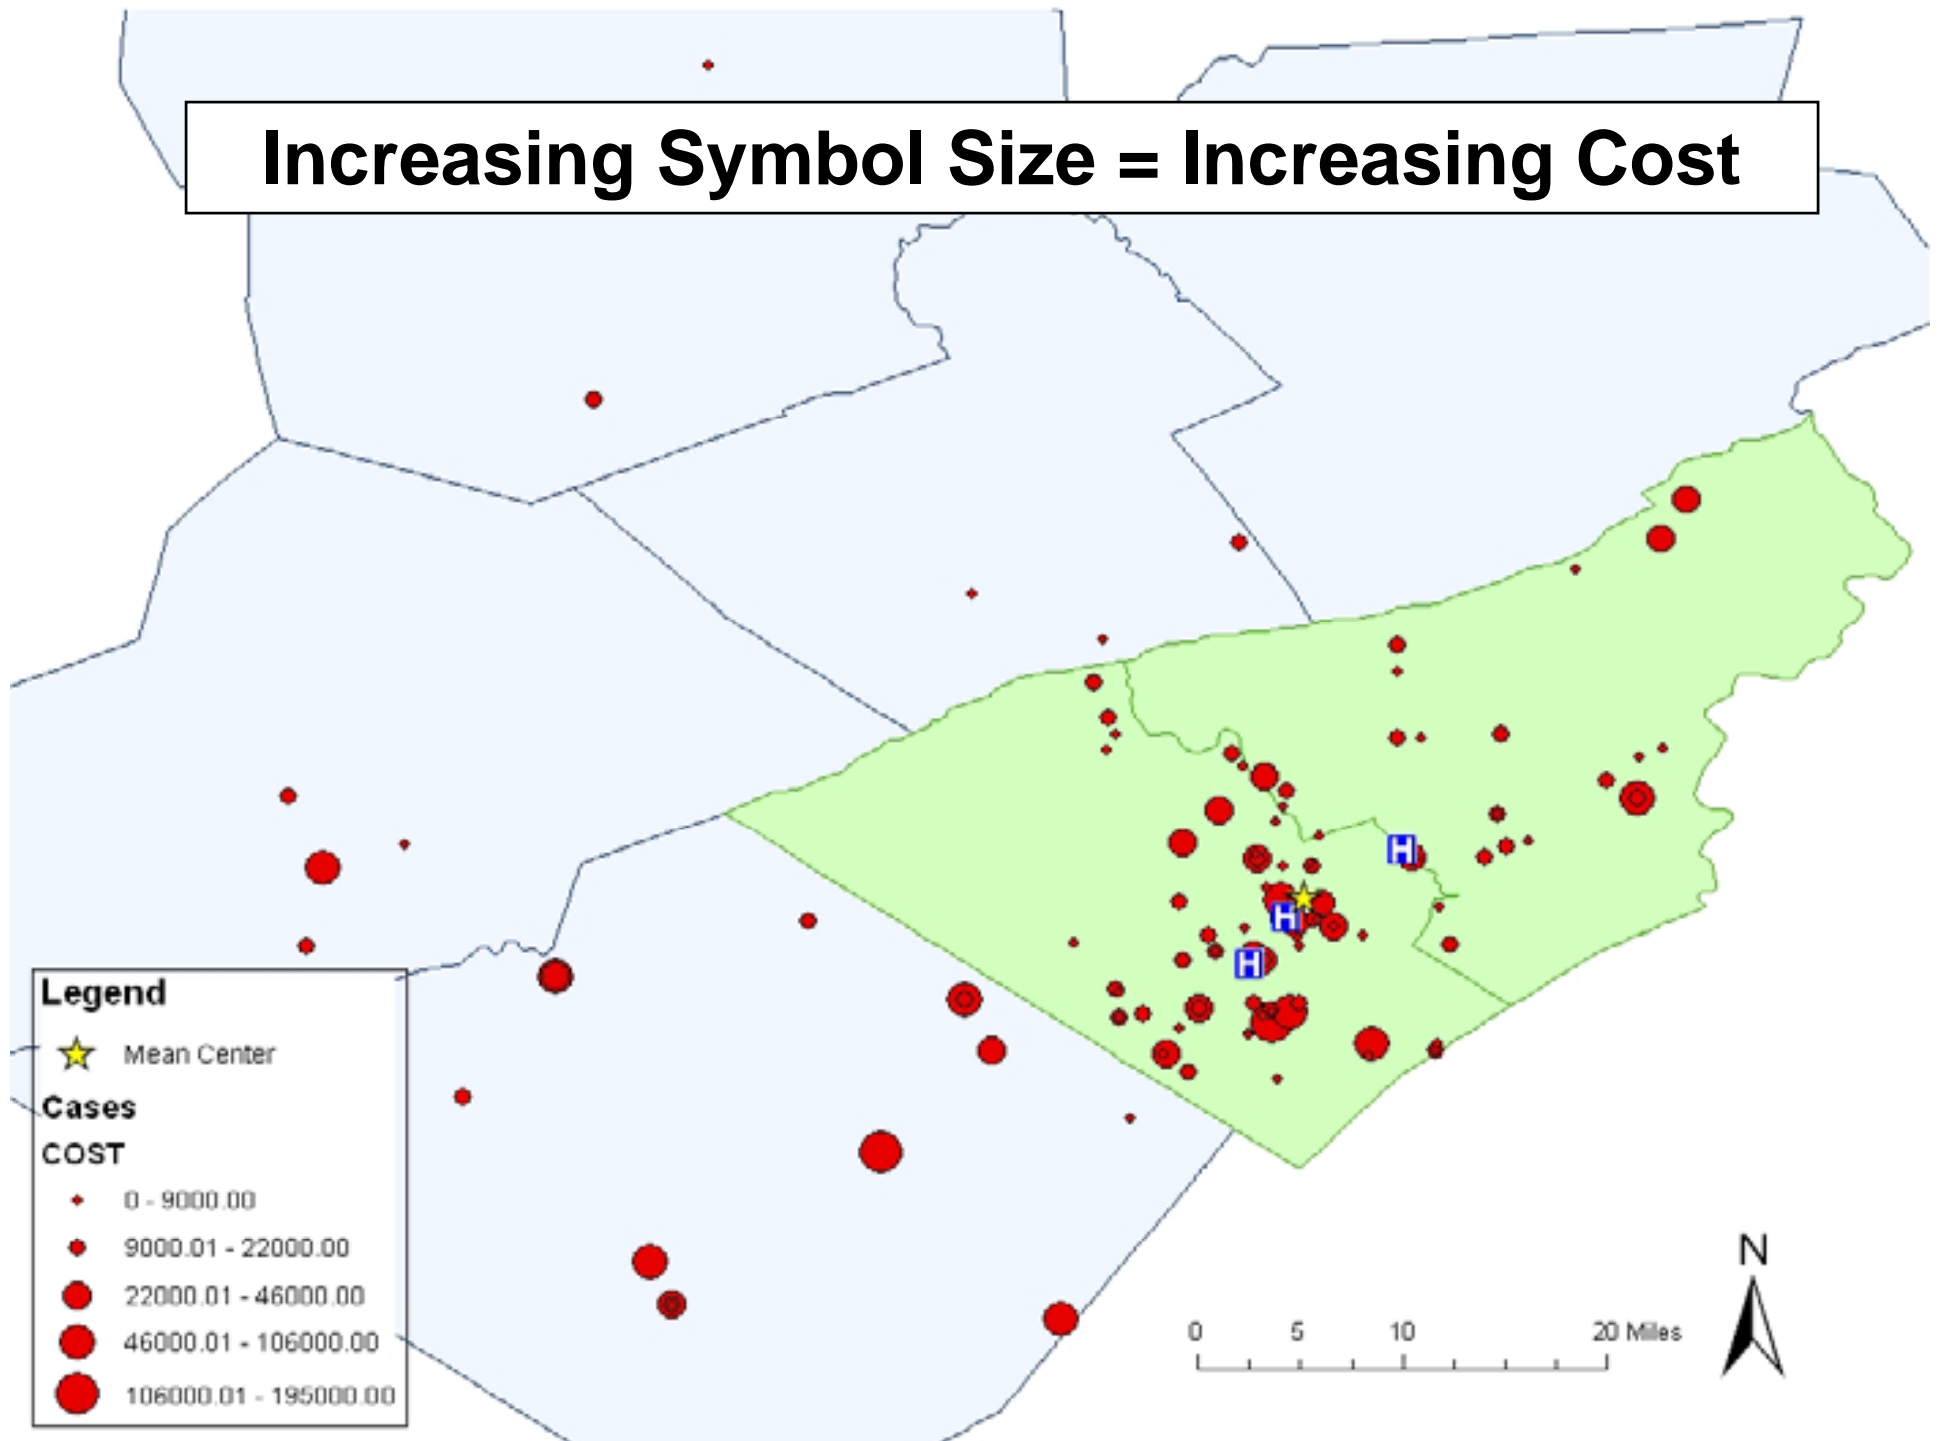 Increasing Symbol Size = Increasing Cost
H
H
H
Legend
Mean Center
Cases
COST
0 - 9000.00
9000.01 - 22000.00
22000.01 - 46000.00
46000.01 - 106000.00
106000.01 - 195000.00
N
0 5 10 20 Miles